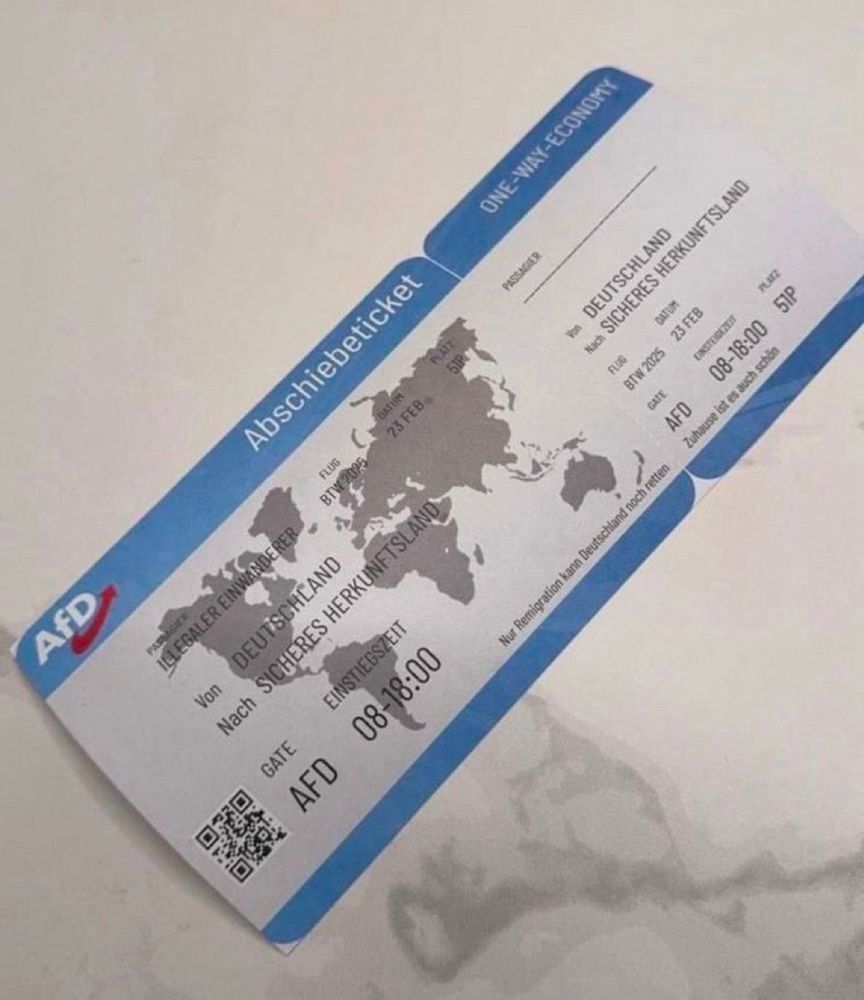 AfD
Abschiebeticket
ONE-WAY-ECONOMY
PASSAGIER
ILLEGALER EINWANDERER
Von DEUTSCHLAND
Nach SICHERES HERKUNFTSLAND
FLUG
BTW 2025
DATUM
23 FEB
PLATZ
51P
GATE
AFD
EINSTIEGSZEIT
08-18:00
Nur Remigration kann Deutschland noch retten
PASSAGIER
Von DEUTSCHLAND
Nach SICHERES HERKUNFTSLAND
FLUG
BTW 2025
DATUM
23 FEB
GATE
AFD
EINSTEIGEZEIT
08-18:00
PLATZ
51P
Zuhause ist es auch schön